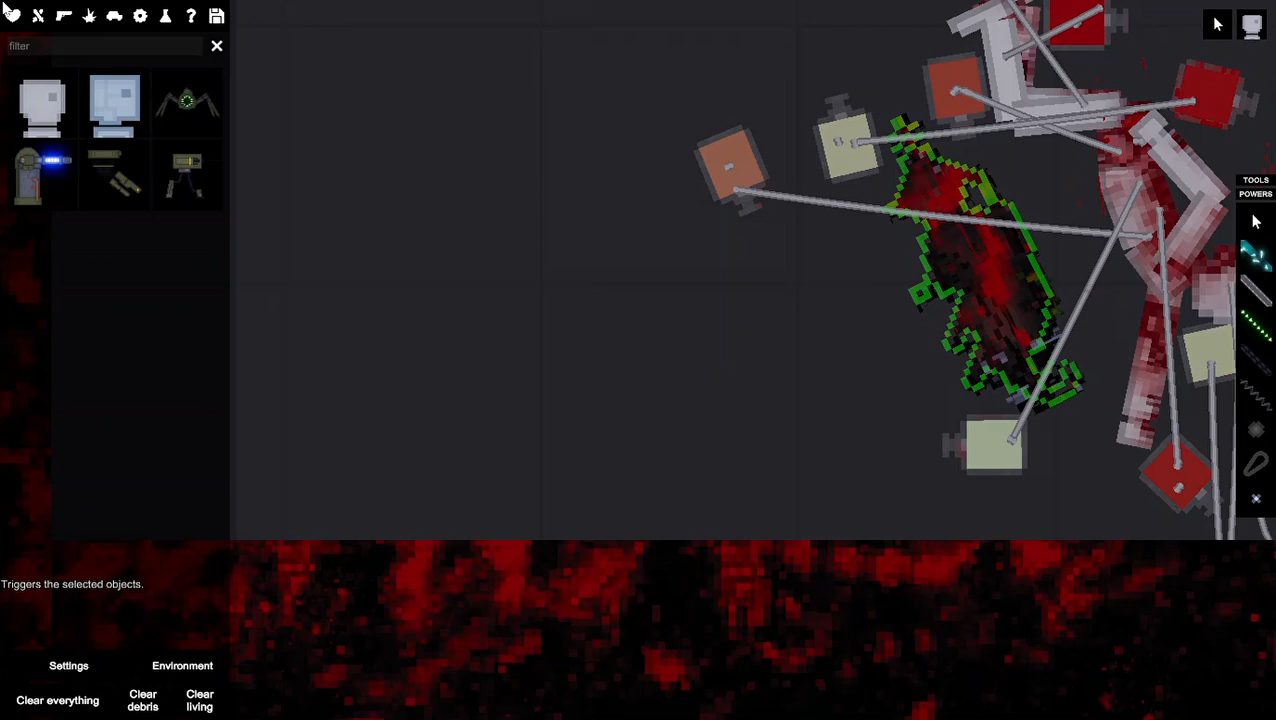 filter
TOOLS
POWERS
Triggers the selected objects.
Settings
Environment
Clear everything
Clear
debris
Clear
living